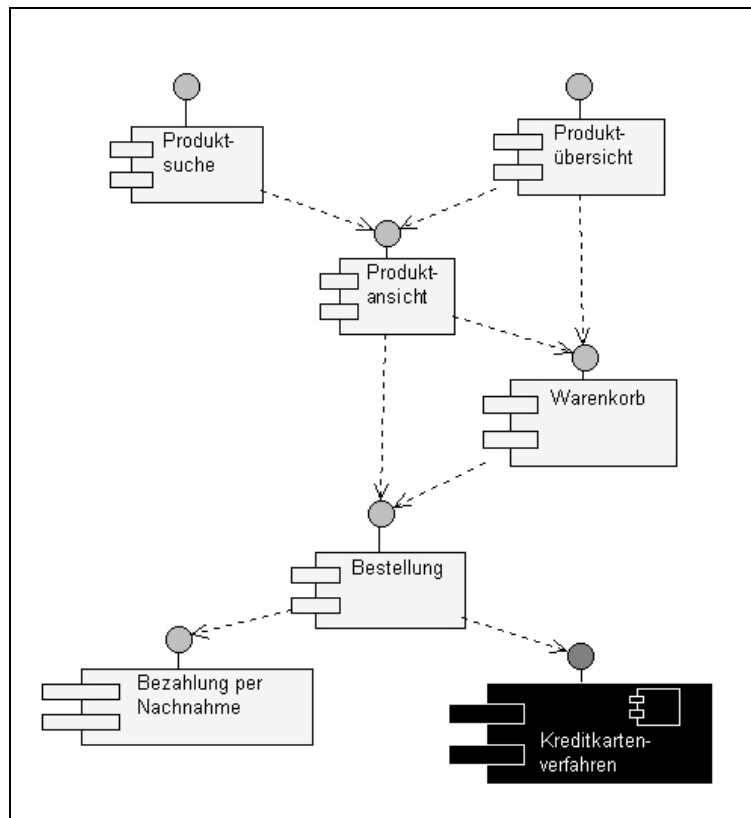 Produkt-
suche
Produkt-
übersicht
Produkt-
ansicht
Warenkorb
Bestellung
Bezahlung per
Nachnahme
Kreditkarten-
verfahren